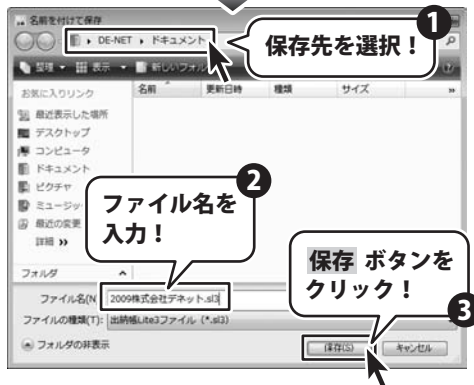 名前を付けて保存
1
DE-NET ▸ ドキュメント
保存先を選択！
整理 表示 新しいフォル
お気に入りリンク
名前 更新日時 種類 サイズ »
最近表示した場所
デスクトップ
コンピュータ
ドキュメント
ピクチャ
ミュージッ
最近の変更
詳細 »
2
ファイル名を
入力！
フォルダ
保存 ボタンを
クリック！
3
ファイル名(N 2009株式会社デネット.sl3
ファイルの種類(T): 出納帳Lite3ファイル (*.sl3)
フォルダの非表示
保存(S) キャンセル